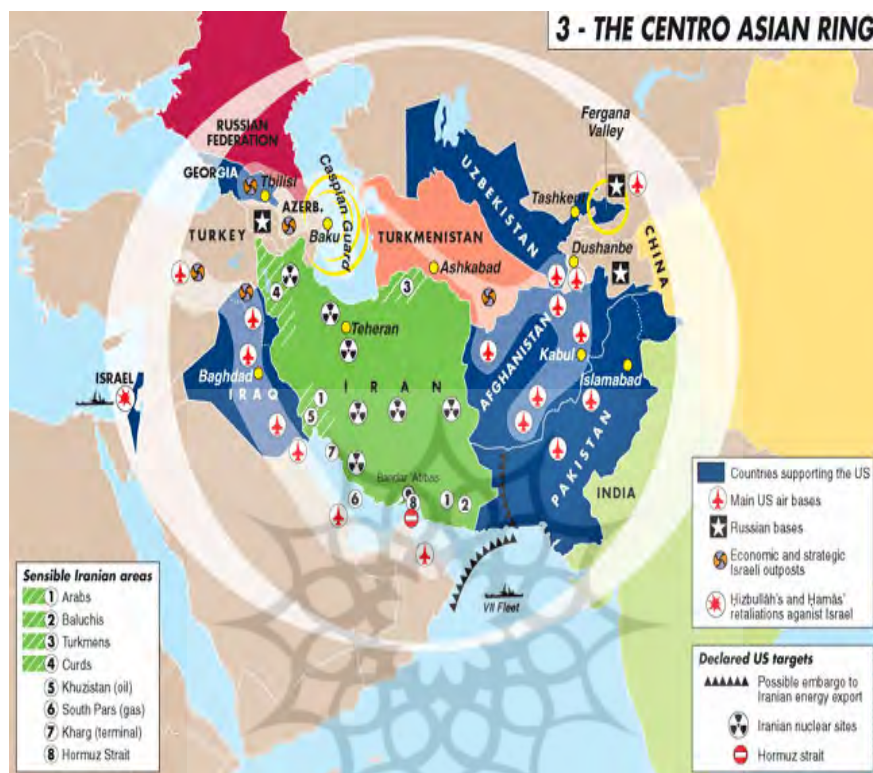 3 - THE CENTRO ASIAN RING
RUSSIAN
FEDERATION
Fergana
Valley
GEORGIA
Tbilisi
AZERB.
Caspian Guard
Baku
TURKEY
UZBEKISTAN
Tashkent
TURKMENISTAN
Ashkabad
Dushanbe
CHINA
Teheran
IRAN
AFGHANISTAN
Kabul
Islamabad
ISRAEL
Baghdad
IRAQ
PAKISTAN
INDIA
Bandar 'Abbas
VII Fleet
4
3
1
5
7
6
8
1
2
Sensible Iranian areas
1 Arabs
2 Baluchis
3 Turkmens
4 Curds
5 Khuzistan (oil)
6 South Pars (gas)
7 Kharg (terminal)
8 Hormuz Strait
Countries supporting the US
Main US air bases
Russian bases
Economic and strategic
Israeli outposts
Ḥizbullāh's and Ḥamās'
retaliations aganist Israel
Declared US targets
Possible embargo to
Iranian energy export
Iranian nuclear sites
Hormuz strait